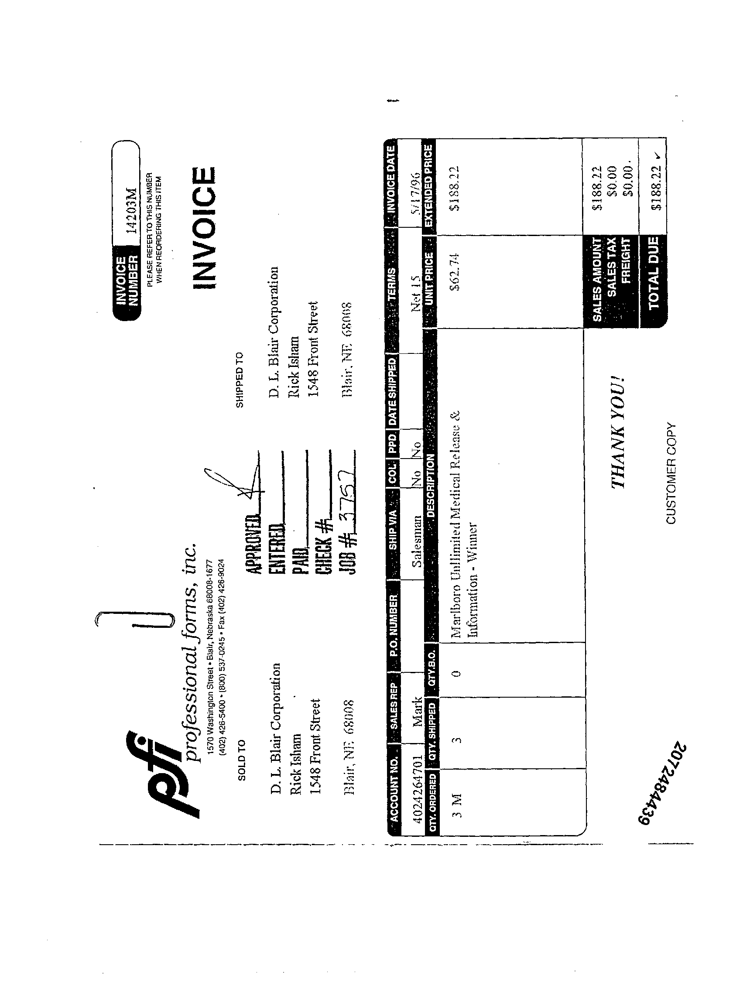 INVOICE NUMBER 14203M
PLEASE REFER TO THIS NUMBER
WHEN REORDERING THIS ITEM
INVOICE
pfi
professional forms, inc.
1570 Washington Street • Blair, Nebraska 68008-1677
(402) 426-5400 • (800) 537-0245 • Fax (402) 426-9024
SOLD TO
D. L. Blair Corporation
Rick Isham
1548 Front Street
Blair, NE 68008
APPROVED
ENTERED
PAID
CHECK #
JOB # 3757
SHIPPED TO
D. L. Blair Corporation
Rick Isham
1548 Front Street
Blair, NE 68008
ACCOUNT NO. SALES REP P.O. NUMBER SHIP VIA COL PPD DATE SHIPPED TERMS INVOICE DATE
4024264701 Mark Salesman No No Net 15 5/17/96
QTY. ORDERED QTY. SHIPPED QTY.B.O. DESCRIPTION UNIT PRICE EXTENDED PRICE
3 M 3 0 Marlboro Unlimited Medical Release & $62.74 $188.22
Information - Winner
SALES AMOUNT $188.22
SALES TAX $0.00
FREIGHT $0.00
THANK YOU!
TOTAL DUE $188.22
CUSTOMER COPY
2072484439